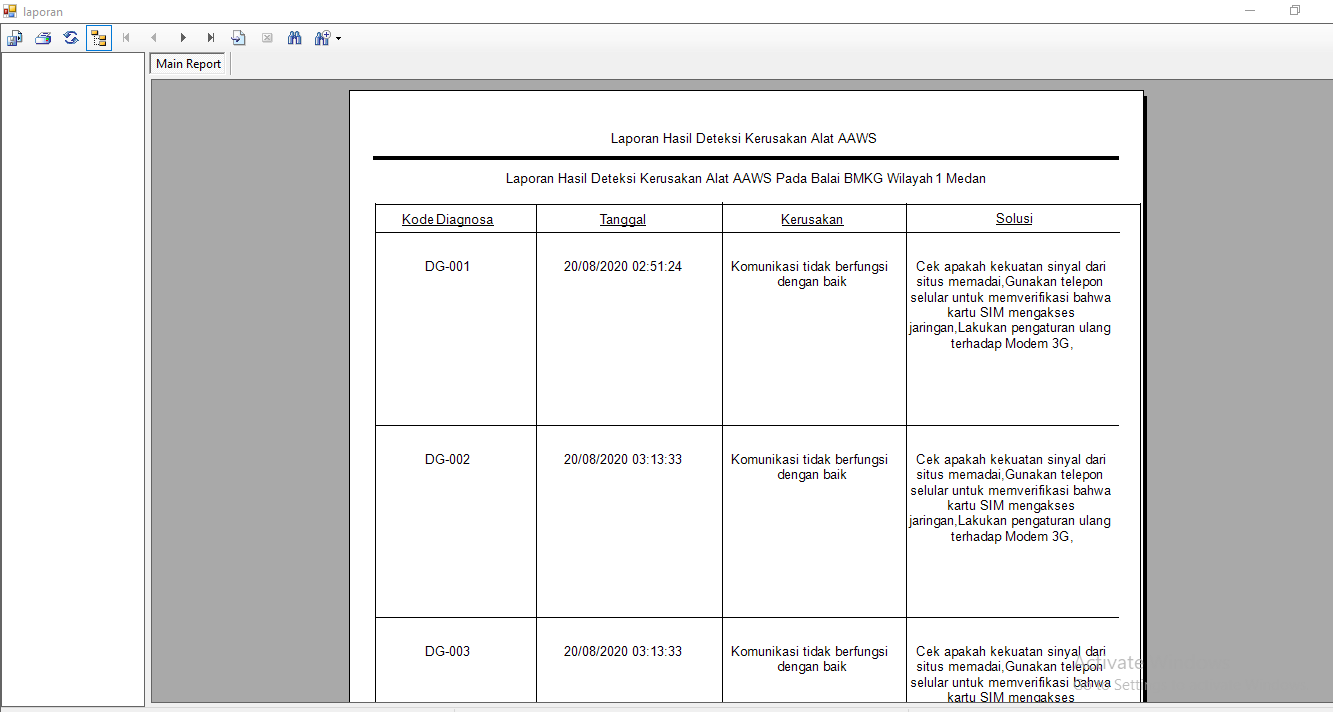 laporan
Main Report
Laporan Hasil Deteksi Kerusakan Alat AAWS
Laporan Hasil Deteksi Kerusakan Alat AAWS Pada Balai BMKG Wilayah 1 Medan
Kode Diagnosa Tanggal Kerusakan Solusi
DG-001 20/08/2020 02:51:24 Komunikasi tidak berfungsi Cek apakah kekuatan sinyal dari
dengan baik situs memadai,Gunakan telepon
selular untuk memverifikasi bahwa
kartu SIM mengakses
jaringan,Lakukan pengaturan ulang
terhadap Modem 3G,
DG-002 20/08/2020 03:13:33 Komunikasi tidak berfungsi Cek apakah kekuatan sinyal dari
dengan baik situs memadai,Gunakan telepon
selular untuk memverifikasi bahwa
kartu SIM mengakses
jaringan,Lakukan pengaturan ulang
terhadap Modem 3G,
DG-003 20/08/2020 03:13:33 Komunikasi tidak berfungsi Cek apakah kekuatan sinyal dari
dengan baik situs memadai,Gunakan telepon
selular untuk memverifikasi bahwa
kartu SIM mengakses
Activate
Go to Setti